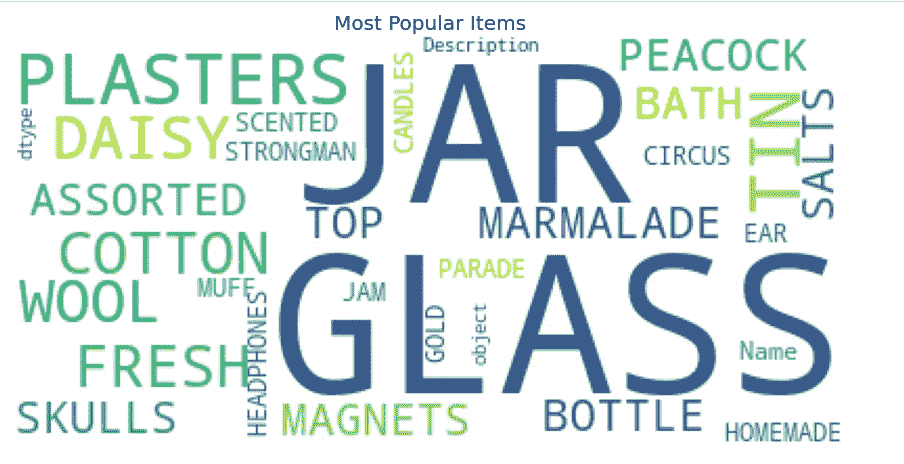 Most Popular Items
Description
PEACOCK
PLASTERS
JAR
CANDLES
BATH
TIN
SALTS
dtype
DAISY
SCENTED
STRONGMAN
CIRCUS
ASSORTED
TOP
MARMALADE
EAR
COTTON
PARADE
GLASS
WOOL
MUFF
JAM
HEADPHONES
GOLD
object
Name
FRESH
SKULLS
MAGNETS
BOTTLE
HOMEMADE